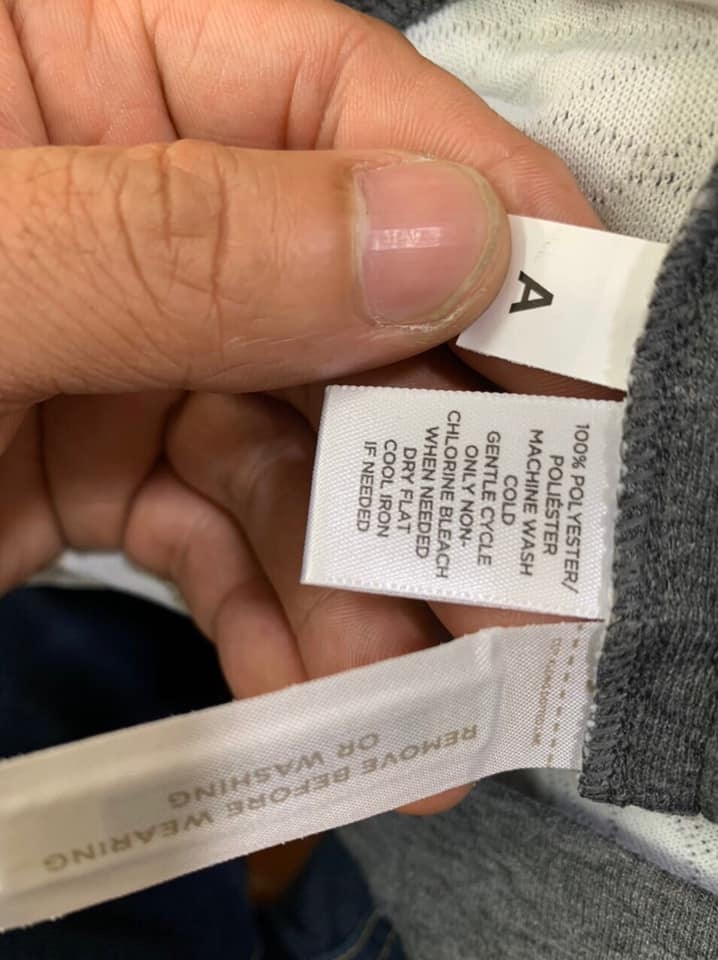 A
100% POLYESTER/
POLIÉSTER
MACHINE WASH
COLD
GENTLE CYCLE
ONLY NON-
CHLORINE BLEACH
WHEN NEEDED
DRY FLAT
COOL IRON
IF NEEDED
REMOVE BEFORE WEARING
OR WASHING